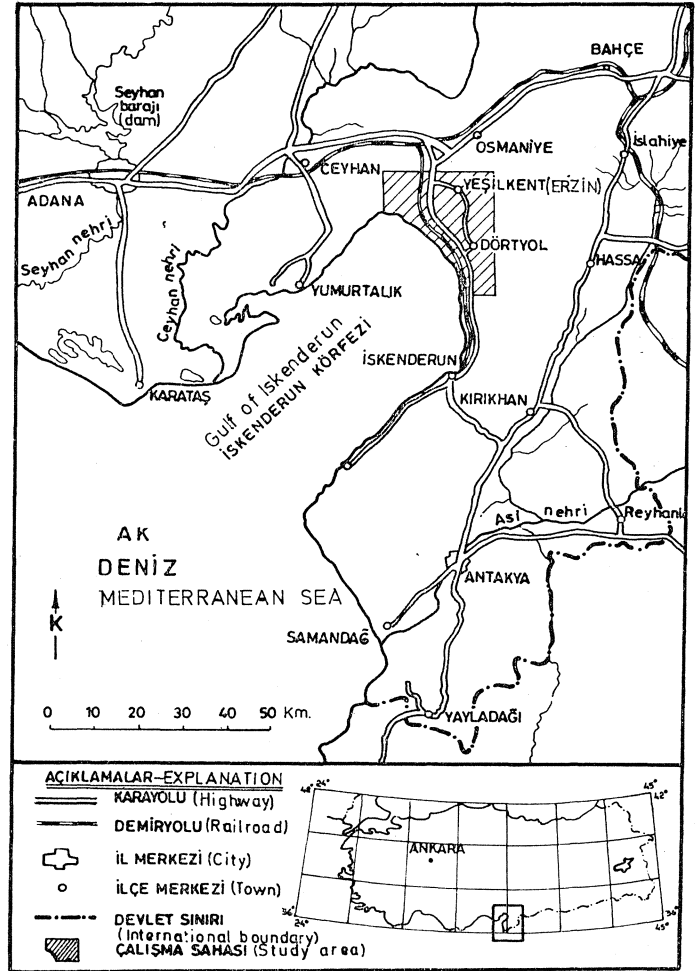 BAHÇE
Seyhan
barajı
(dam)
OSMANİYE
İslahiye
CEYHAN
YEŞİLKENT(ERZİN)
ADANA
Seyhan nehri
Ceyhan nehri
DÖRTYOL
HASSA
YUMURTALIK
Gulf of Iskenderun
İSKENDERUN KÖRFEZİ
İSKENDERUN
KARATAŞ
KIRIKHAN
Asi nehri
Reyhanlı
AK
DENİZ
MEDITERRANEAN SEA
ANTAKYA
K
SAMANDAĞ
YAYLADAĞI
0 10 20 30 40 50 Km.
AÇIKLAMALAR-EXPLANATION
KARAYOLU (Highway)
DEMİRYOLU (Railroad)
İL MERKEZİ (City)
İLÇE MERKEZİ (Town)
DEVLET SINIRI
(International boundary)
ÇALIŞMA SAHASI (Study area)
24°
45°
42°
ANKARA
36°
24°
45°